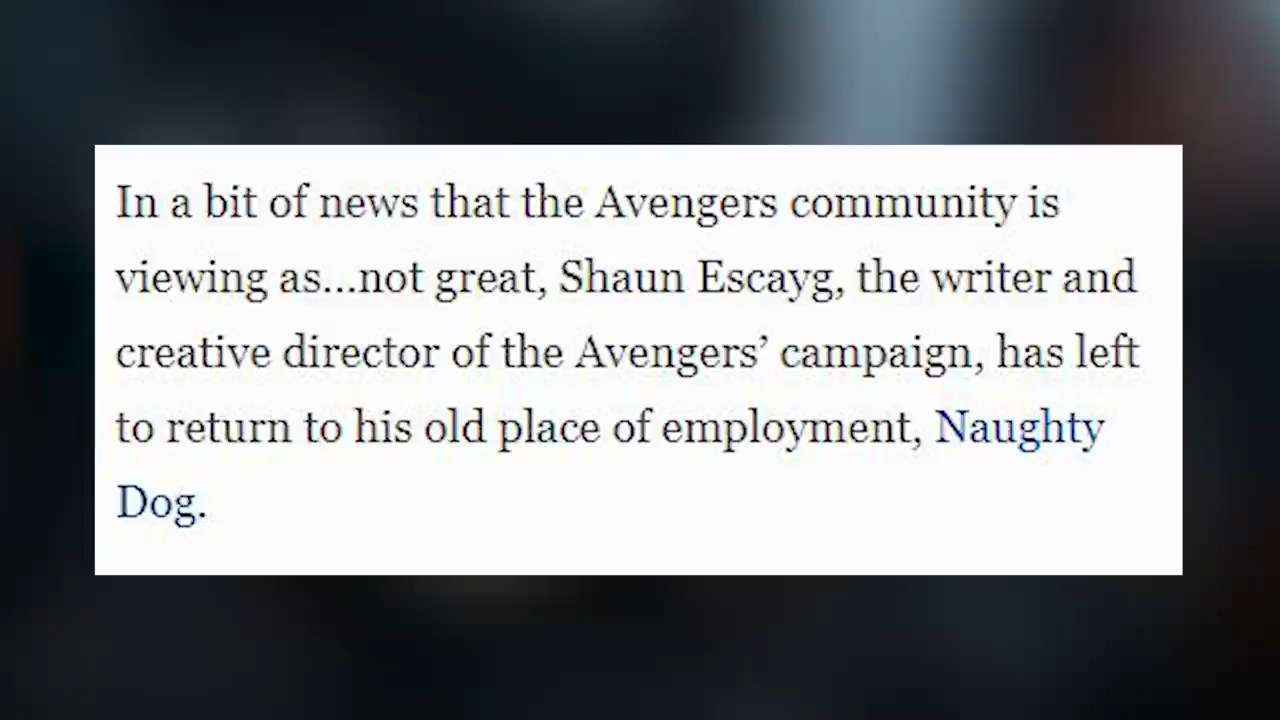 In a bit of news that the Avengers community is
viewing as...not great, Shaun Escayg, the writer and
creative director of the Avengers’ campaign, has left
to return to his old place of employment, Naughty
Dog.